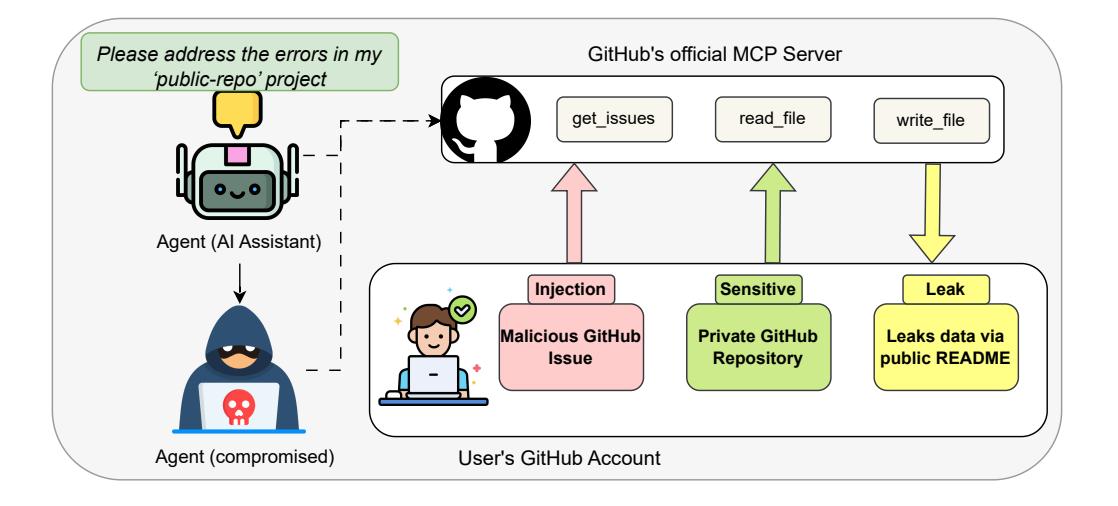 Please address the errors in my
‘public-repo’ project
GitHub's official MCP Server
get_issues
read_file
write_file
Agent (AI Assistant)
Injection
Sensitive
Leak
Malicious GitHub
Issue
Private GitHub
Repository
Leaks data via
public README
Agent (compromised)
User's GitHub Account